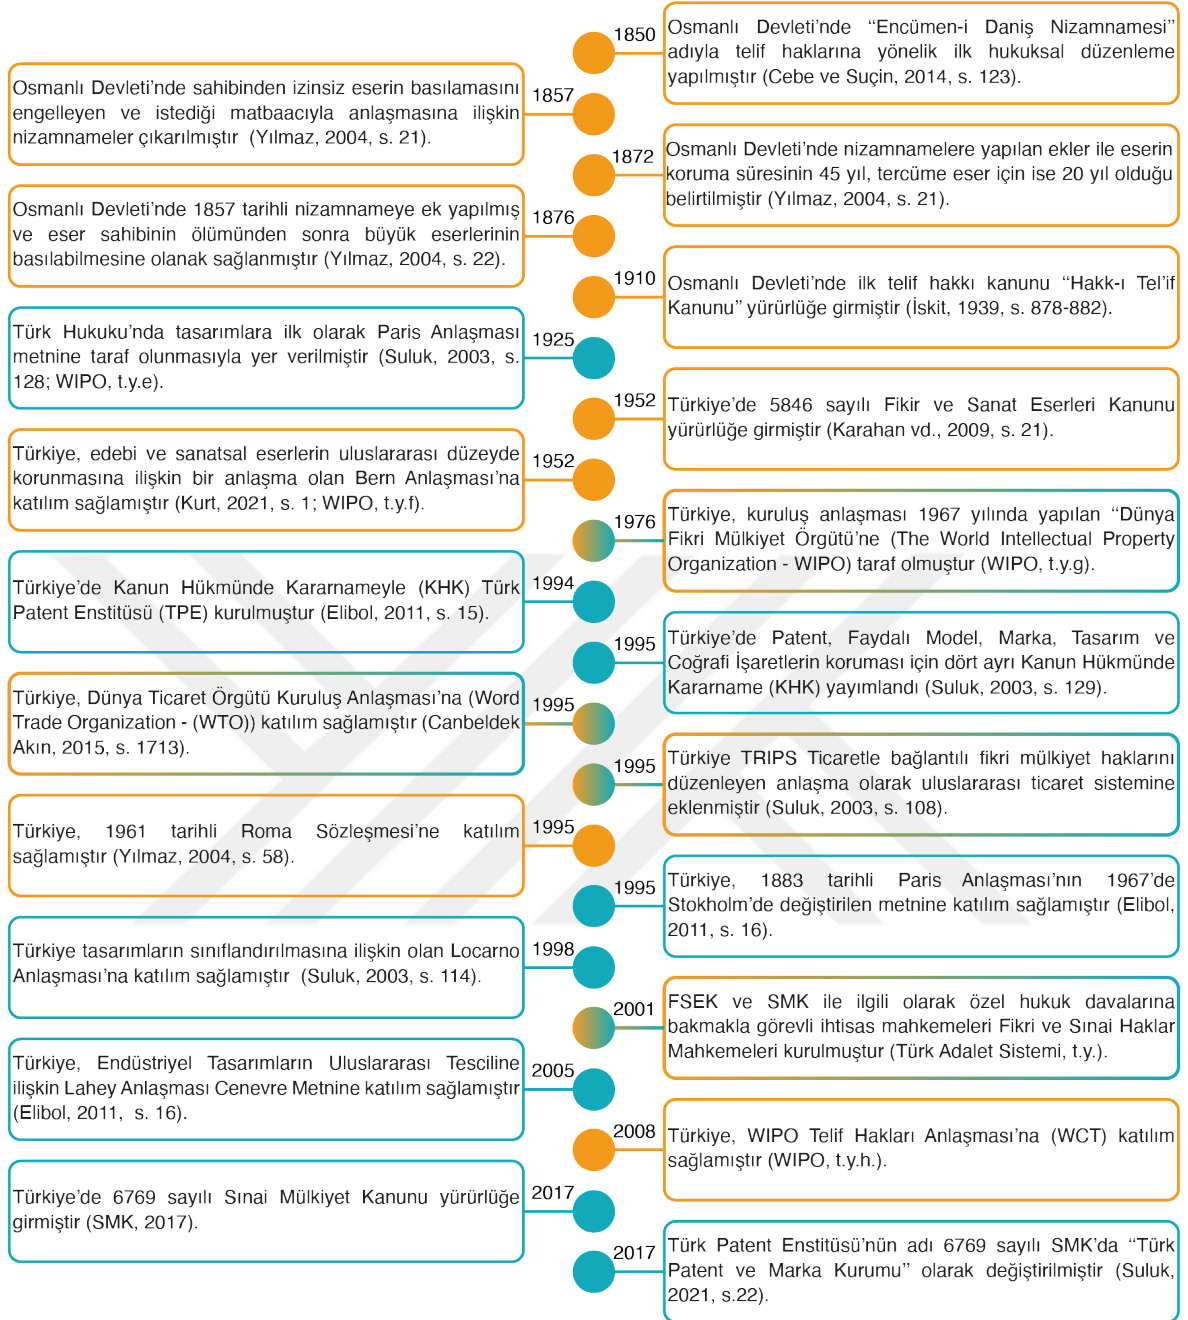 1850
Osmanlı Devleti’nde “Encümen-i Daniş Nizamnamesi”
adıyla telif haklarına yönelik ilk hukuksal düzenleme
yapılmıştır (Cebe ve Suçin, 2014, s. 123).
1857
Osmanlı Devleti’nde sahibinden izinsiz eserin basılamasını
engelleyen ve istediği matbaacıyla anlaşmasına ilişkin
nizamnameler çıkarılmıştır (Yılmaz, 2004, s. 21).
1872
Osmanlı Devleti’nde nizamnamelere yapılan ekler ile eserin
koruma süresinin 45 yıl, tercüme eser için ise 20 yıl olduğu
belirtilmiştir (Yılmaz, 2004, s. 21).
1876
Osmanlı Devleti’nde 1857 tarihli nizamnameye ek yapılmış
ve eser sahibinin ölümünden sonra büyük eserlerinin
basılabilmesine olanak sağlanmıştır (Yılmaz, 2004, s. 22).
1910
Osmanlı Devleti’nde ilk telif hakkı kanunu “Hakk-ı Tel’if
Kanunu” yürürlüğe girmiştir (İskit, 1939, s. 878-882).
1925
Türk Hukuku’nda tasarımlara ilk olarak Paris Anlaşması
metnine taraf olunmasıyla yer verilmiştir (Suluk, 2003, s.
128; WIPO, t.y.e).
1952
Türkiye’de 5846 sayılı Fikir ve Sanat Eserleri Kanunu
yürürlüğe girmiştir (Karahan vd., 2009, s. 21).
1952
Türkiye, edebi ve sanatsal eserlerin uluslararası düzeyde
korunmasına ilişkin bir anlaşma olan Bern Anlaşması’na
katılım sağlamıştır (Kurt, 2021, s. 1; WIPO, t.y.f).
1976
Türkiye, kuruluş anlaşması 1967 yılında yapılan “Dünya
Fikri Mülkiyet Örgütü’ne (The World Intellectual Property
Organization - WIPO) taraf olmuştur (WIPO, t.y.g).
1994
Türkiye’de Kanun Hükmünde Kararnameyle (KHK) Türk
Patent Enstitüsü (TPE) kurulmuştur (Elibol, 2011, s. 15).
1995
Türkiye’de Patent, Faydalı Model, Marka, Tasarım ve
Coğrafi İşaretlerin koruması için dört ayrı Kanun Hükmünde
Kararname (KHK) yayımlandı (Suluk, 2003, s. 129).
1995
Türkiye, Dünya Ticaret Örgütü Kuruluş Anlaşması’na (Word
Trade Organization - (WTO)) katılım sağlamıştır (Canbeldek
Akın, 2015, s. 1713).
1995
Türkiye TRIPS Ticaretle bağlantılı fikri mülkiyet haklarını
düzenleyen anlaşma olarak uluslararası ticaret sistemine
eklenmiştir (Suluk, 2003, s. 108).
1995
Türkiye, 1961 tarihli Roma Sözleşmesi’ne katılım
sağlamıştır (Yılmaz, 2004, s. 58).
1995
Türkiye, 1883 tarihli Paris Anlaşması’nın 1967’de
Stokholm’de değiştirilen metnine katılım sağlamıştır (Elibol,
2011, s. 16).
1998
Türkiye tasarımların sınıflandırılmasına ilişkin olan Locarno
Anlaşması’na katılım sağlamıştır (Suluk, 2003, s. 114).
2001
FSEK ve SMK ile ilgili olarak özel hukuk davalarına
bakmakla görevli ihtisas mahkemeleri Fikri ve Sınai Haklar
Mahkemeleri kurulmuştur (Türk Adalet Sistemi, t.y.).
2005
Türkiye, Endüstriyel Tasarımların Uluslararası Tesciline
ilişkin Lahey Anlaşması Cenevre Metnine katılım sağlamıştır
(Elibol, 2011, s. 16).
2008
Türkiye, WIPO Telif Hakları Anlaşması’na (WCT) katılım
sağlamıştır (WIPO, t.y.h.).
2017
Türkiye’de 6769 sayılı Sınai Mülkiyet Kanunu yürürlüğe
girmiştir (SMK, 2017).
2017
Türk Patent Enstitüsü’nün adı 6769 sayılı SMK’da “Türk
Patent ve Marka Kurumu” olarak değiştirilmiştir (Suluk,
2021, s.22).